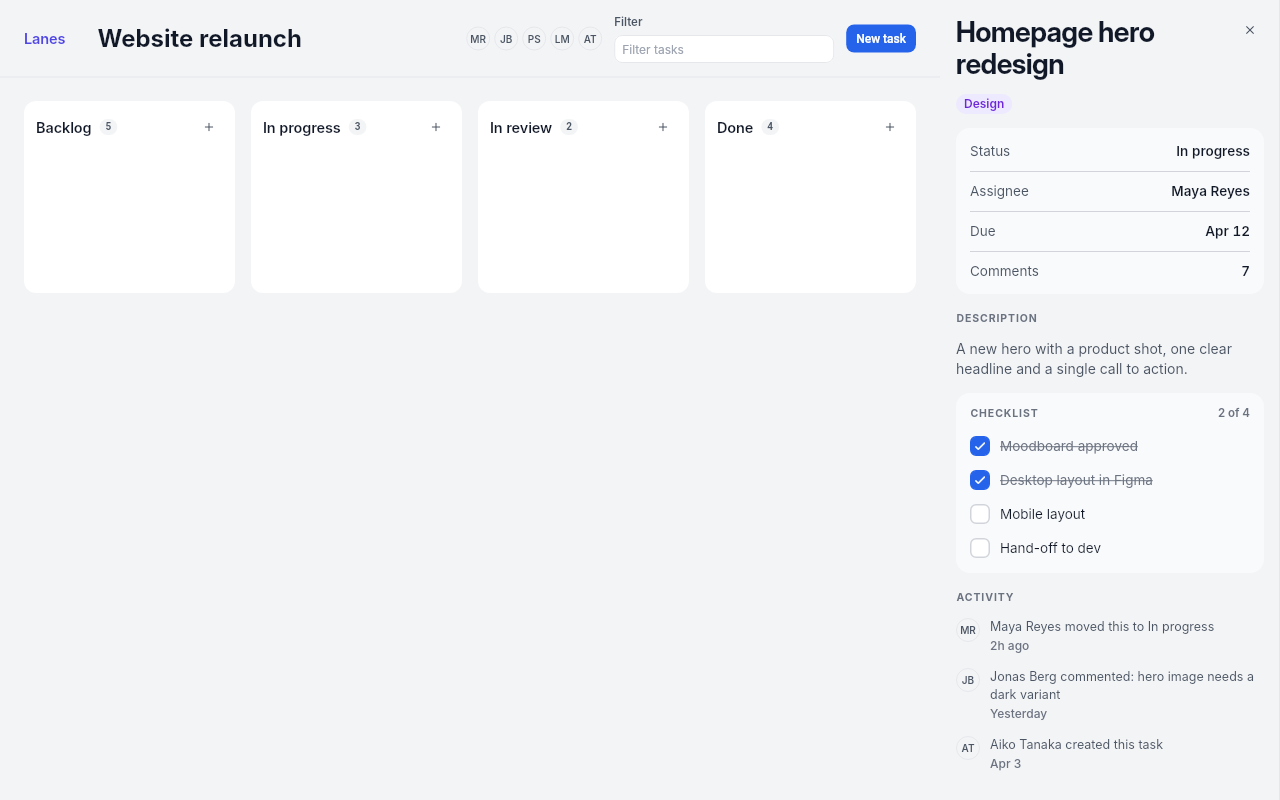 Lanes
Website relaunch
MR
JB
PS
LM
AT
Filter
Filter tasks
New task
Backlog 5
In progress 3
In review 2
Done 4
Homepage hero
redesign
Design
Status In progress
Assignee Maya Reyes
Due Apr 12
Comments 7
DESCRIPTION
A new hero with a product shot, one clear
headline and a single call to action.
CHECKLIST 2 of 4
Moodboard approved
Desktop layout in Figma
Mobile layout
Hand-off to dev
ACTIVITY
MR
Maya Reyes moved this to In progress
2h ago
JB
Jonas Berg commented: hero image needs a
dark variant
Yesterday
AT
Aiko Tanaka created this task
Apr 3